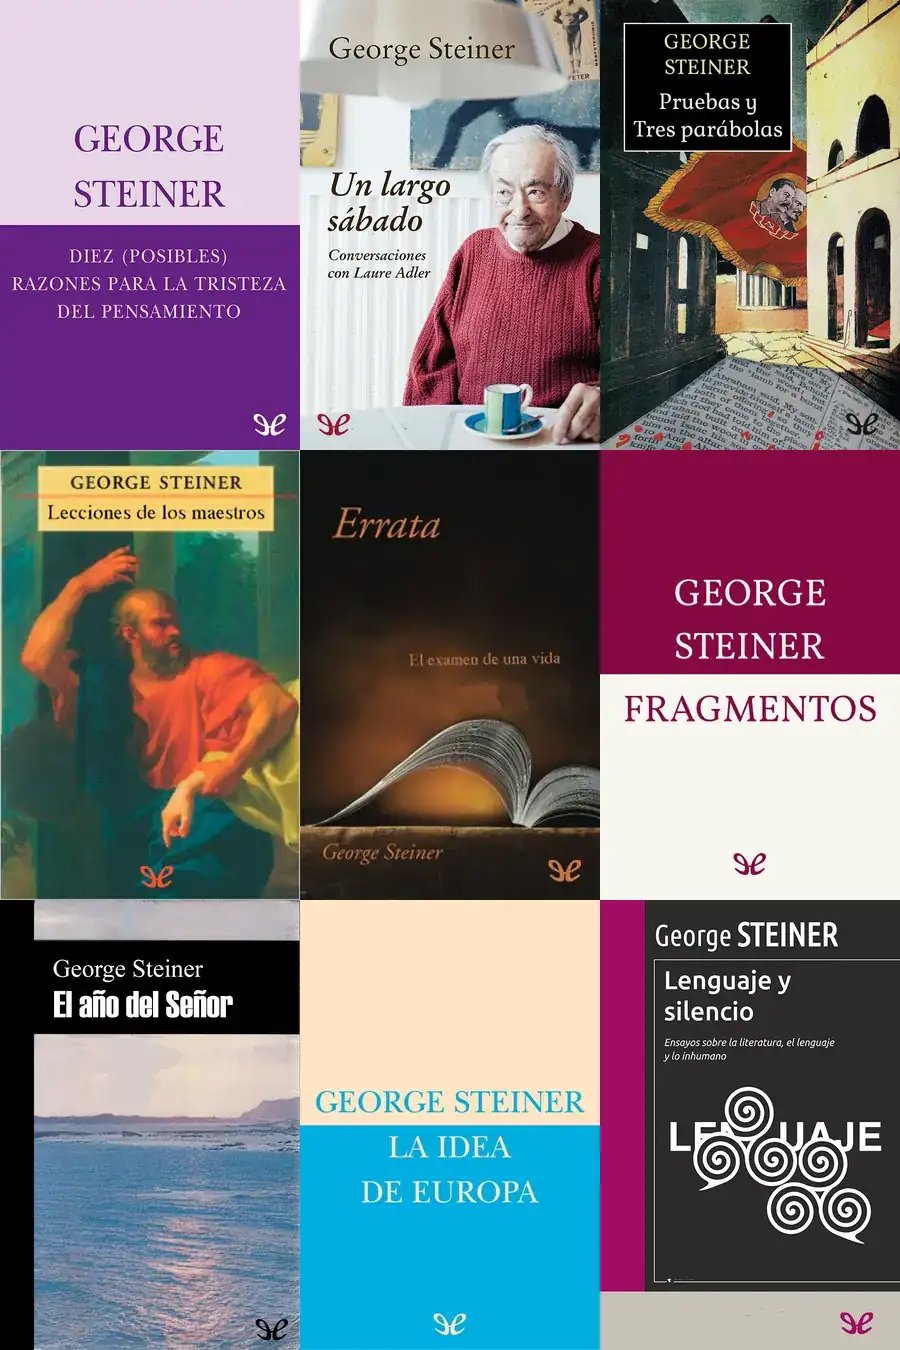 GEORGE
STEINER
DIEZ (POSIBLES)
RAZONES PARA LA TRISTEZA
DEL PENSAMIENTO
George Steiner
Un largo
sábado
Conversaciones
con Laure Adler
GEORGE
STEINER
Pruebas y
Tres parábolas
GEORGE STEINER
Lecciones de los maestros
Errata
El examen de una vida
George Steiner
GEORGE
STEINER
FRAGMENTOS
George Steiner
El año del Señor
GEORGE STEINER
LA IDEA
DE EUROPA
George STEINER
Lenguaje y
silencio
Ensayos sobre la literatura, el lenguaje
y lo inhumano
LENGUAJE